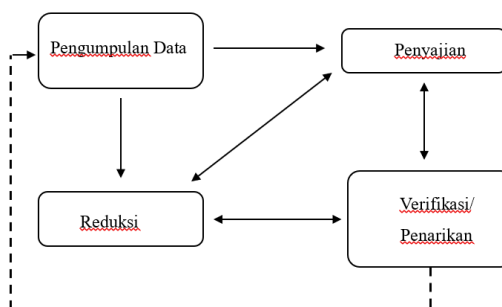 Pengumpulan Data
Penyajian
Reduksi
Verifikasi/
Penarikan